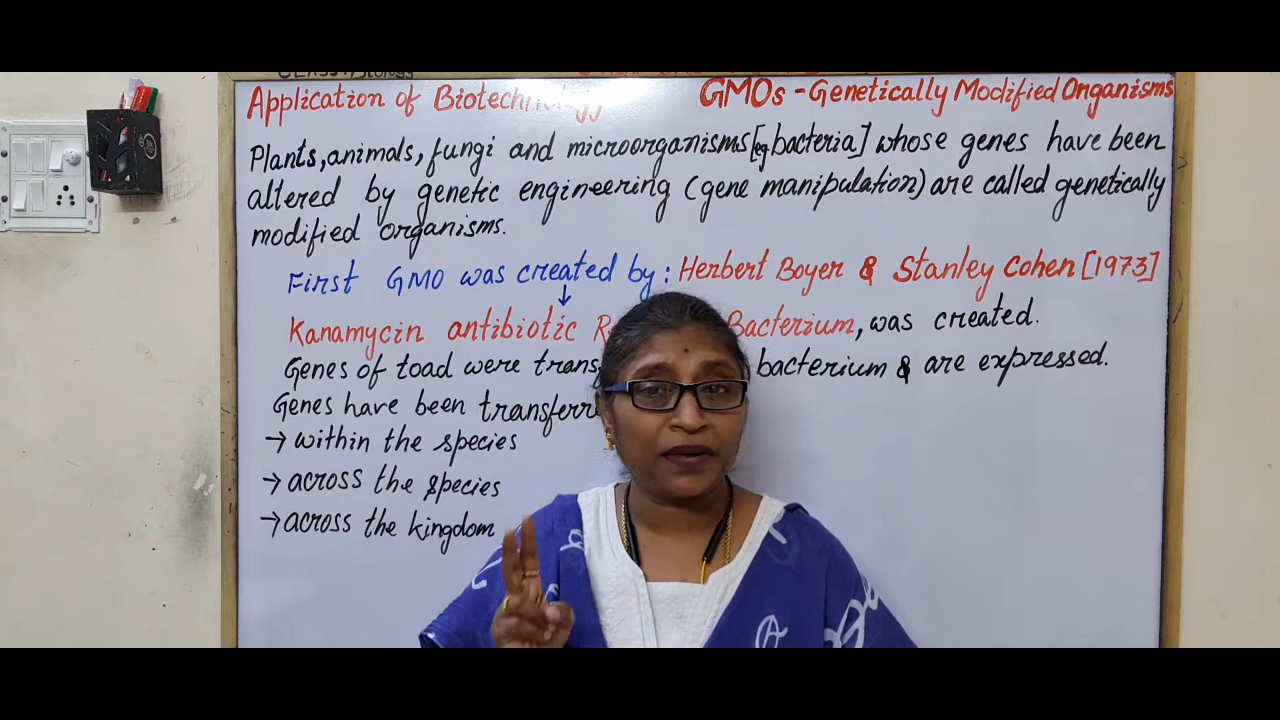 Application of Biotechnology
GMOs - Genetically Modified Organisms
Plants, animals, fungi and microorganisms [eg bacteria] whose genes have been
altered by genetic engineering (gene manipulation) are called genetically
modified organisms.
First GMO was created by : Herbert Boyer & Stanley Cohen [1973]
↓
Kanamycin antibiotic R Bacterium, was created.
Genes of toad were trans bacterium & are expressed.
Genes have been transferre
→ within the species
→ across the species
→ across the kingdom